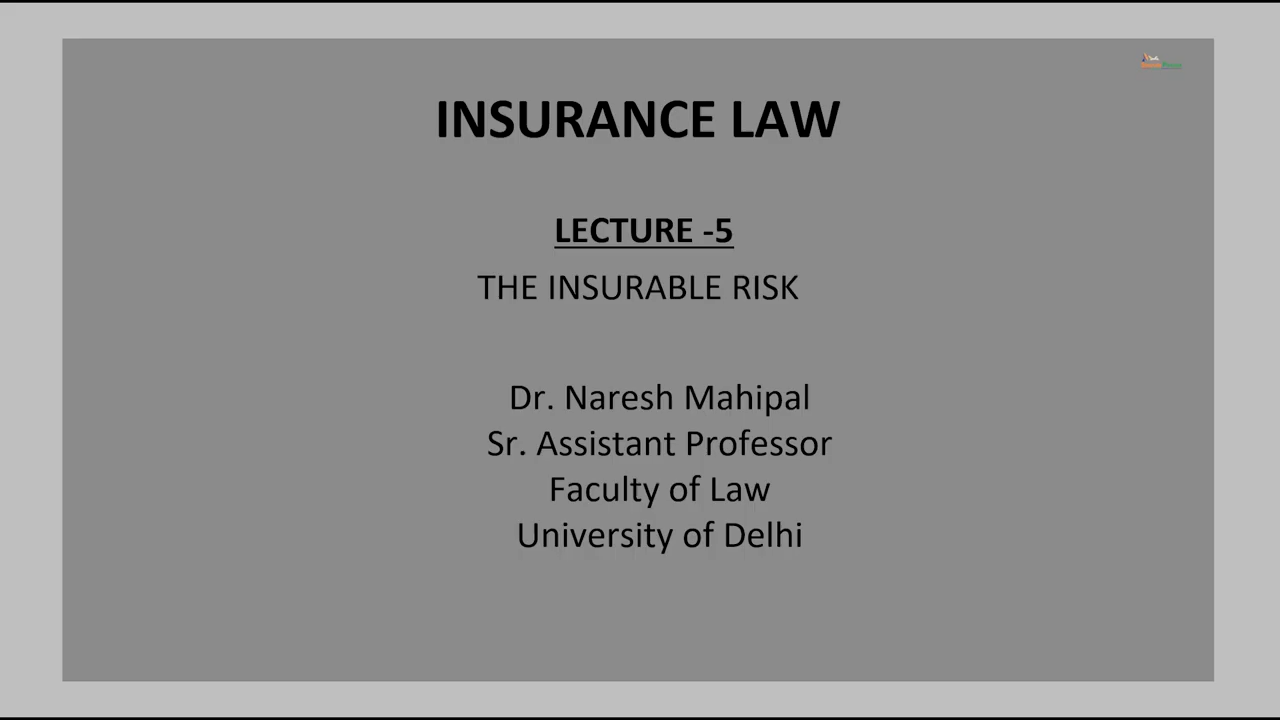 INSURANCE LAW
LECTURE -5
THE INSURABLE RISK
Dr. Naresh Mahipal
Sr. Assistant Professor
Faculty of Law
University of Delhi